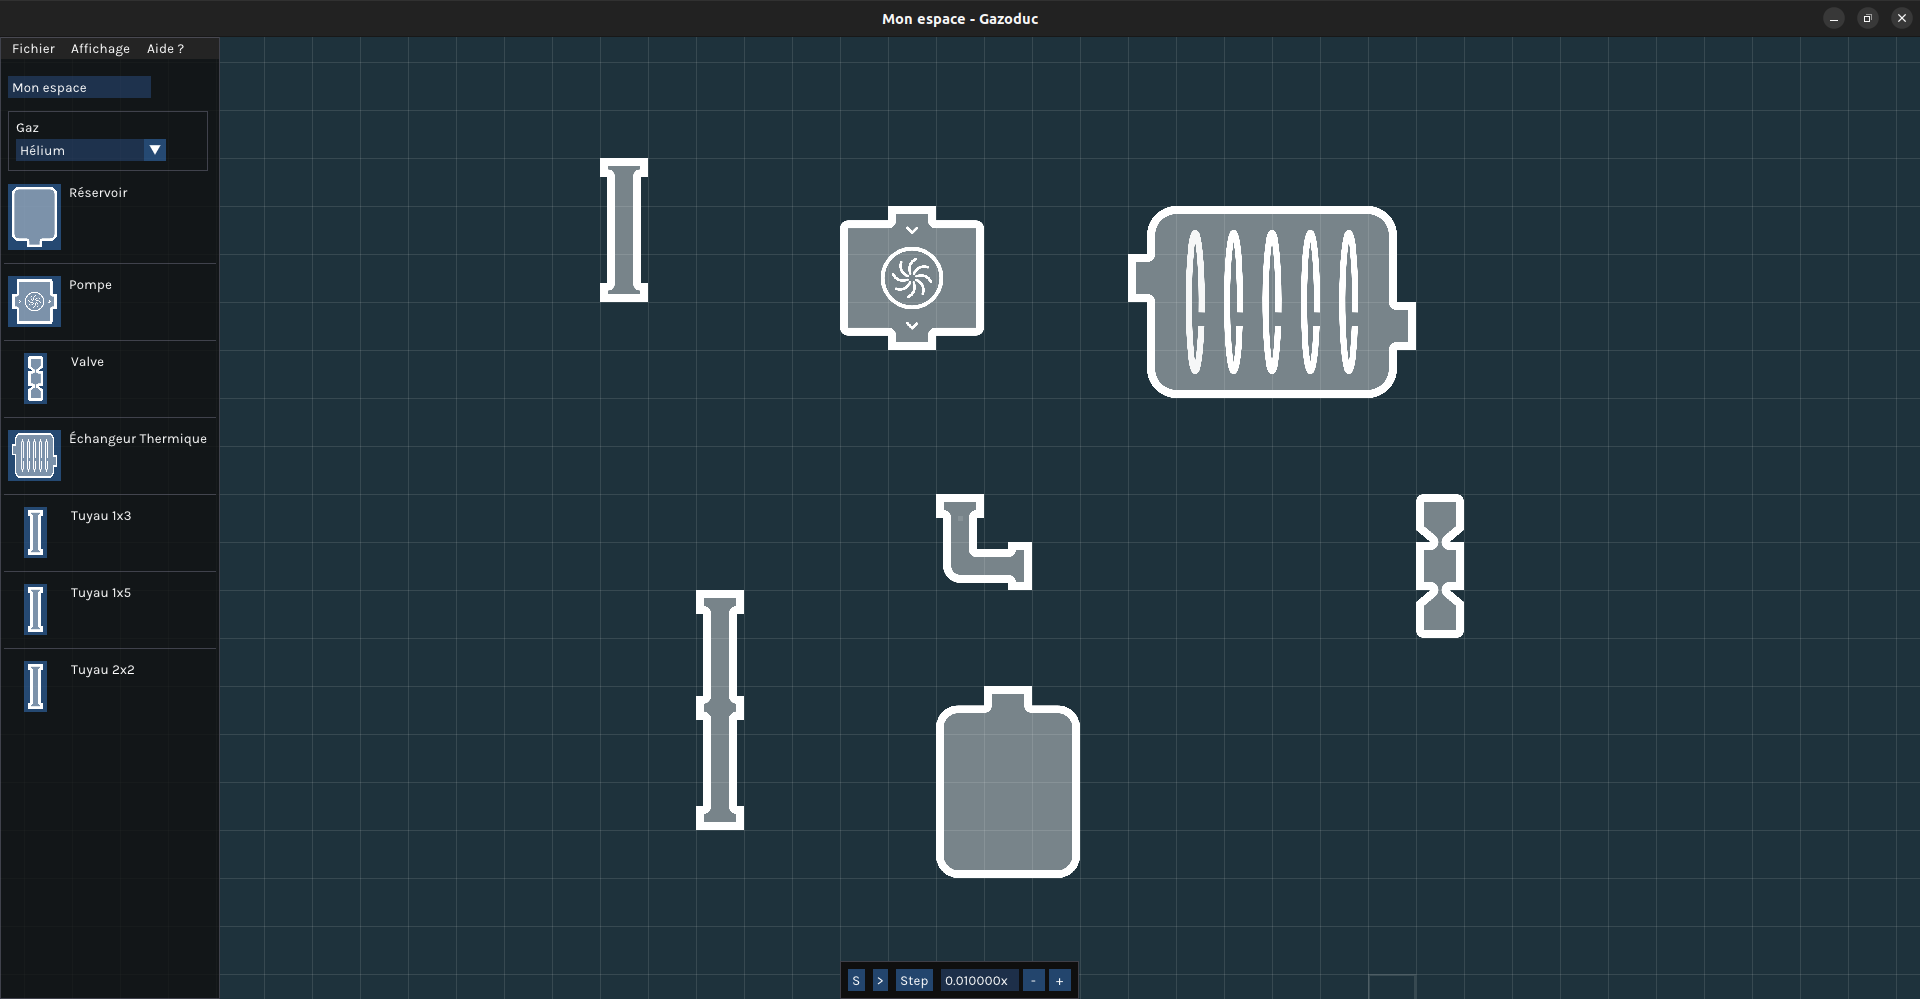 Mon espace - Gazoduc
Fichier Affichage Aide ?
Mon espace
Gaz
Hélium
Réservoir
Pompe
Valve
Échangeur Thermique
Tuyau 1x3
Tuyau 1x5
Tuyau 2x2
S > Step 0.010000x - +